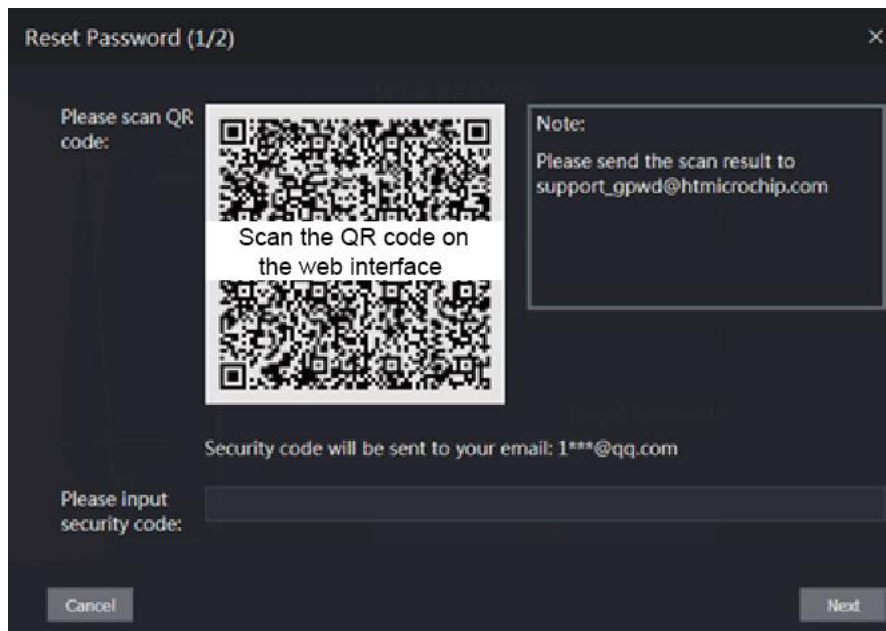 Reset Password (1/2)
×
Please scan QR
code:
Scan the QR code on
the web interface
Note:
Please send the scan result to
support_gpwd@htmicrochip.com
Security code will be sent to your email: 1***@qq.com
Please input
security code:
Cancel
Next